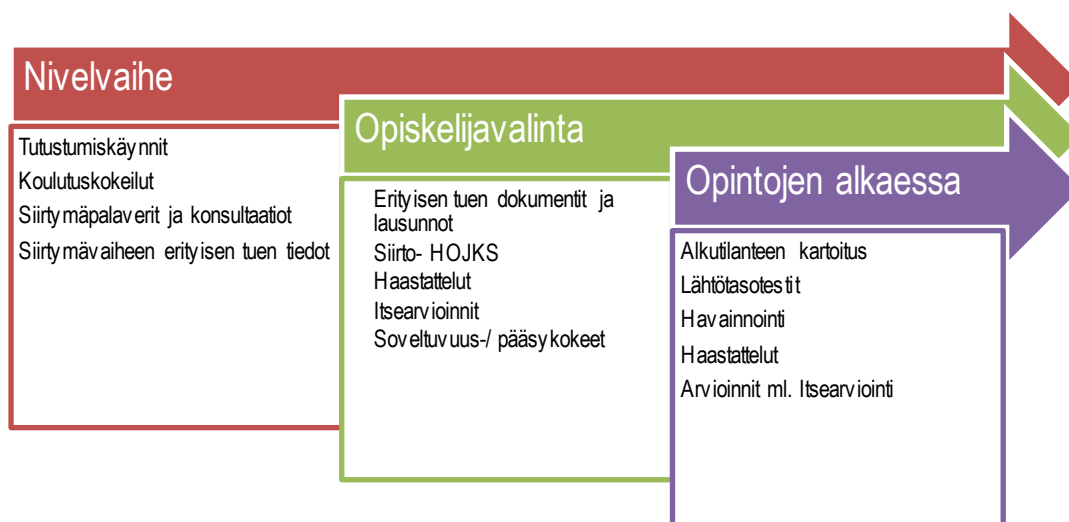 Nivelvaihe
Tutustumiskäynnit
Koulutuskokeilut
Siirtymäpalaverit ja konsultaatiot
Siirtymävaiheen erityisen tuen tiedot
Opiskelijavalinta
Erityisen tuen dokumentit ja
lausunnot
Siirto- HOJKS
Haastattelut
Itsearvioinnit
Soveltuvuus-/ pääsykokeet
Opintojen alkaessa
Alkutilanteen kartoitus
Lähtötasotestit
Havainnointi
Haastattelut
Arvioinnit ml. Itsearviointi